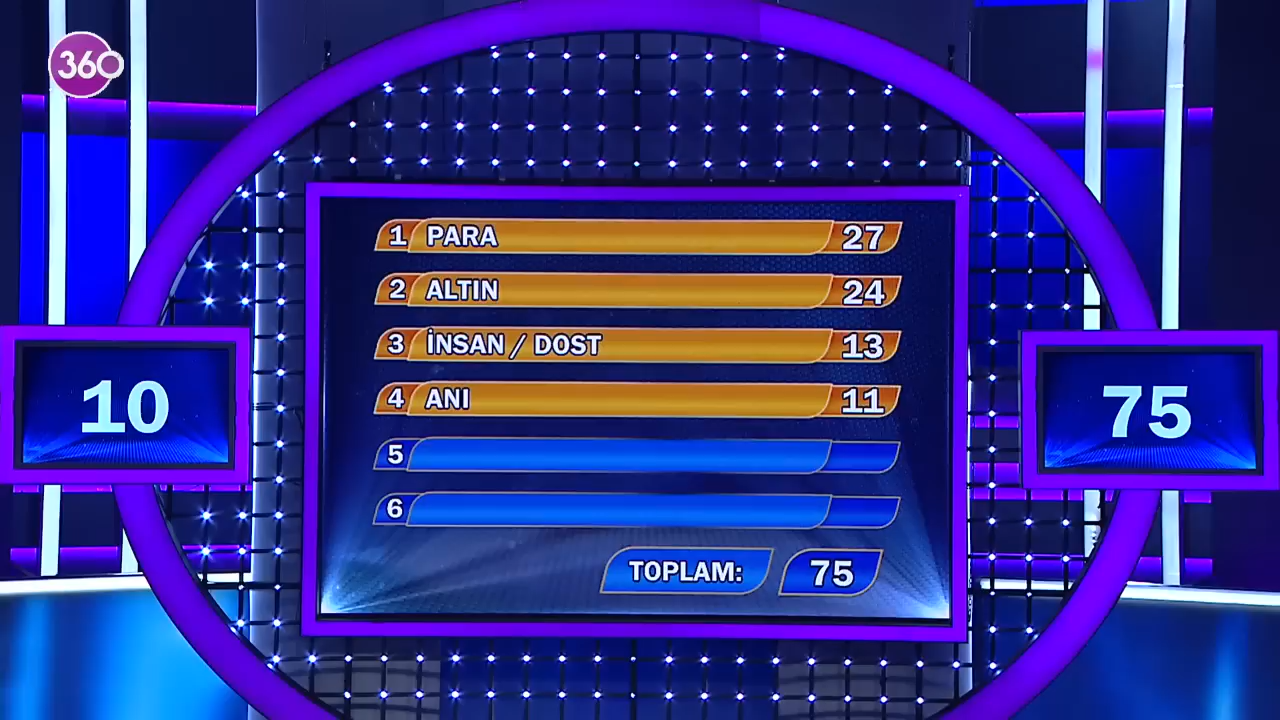 360
1 PARA 27
2 ALTIN 24
3 İNSAN / DOST 13
4 ANI 11
5
6
TOPLAM: 75
10
75